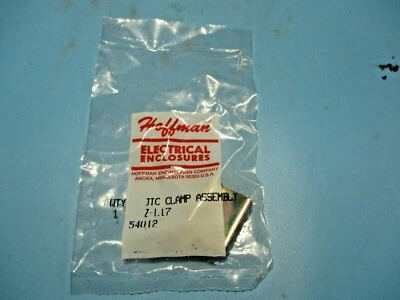 Hoffman
ELECTRICAL
ENCLOSURES
HOFFMAN ENGINEERING COMPANY
ANOKA, MINNESOTA 55303 U.S.A.
QTY JIC CLAMP ASSEMBLY
1 Z-1.17
54012